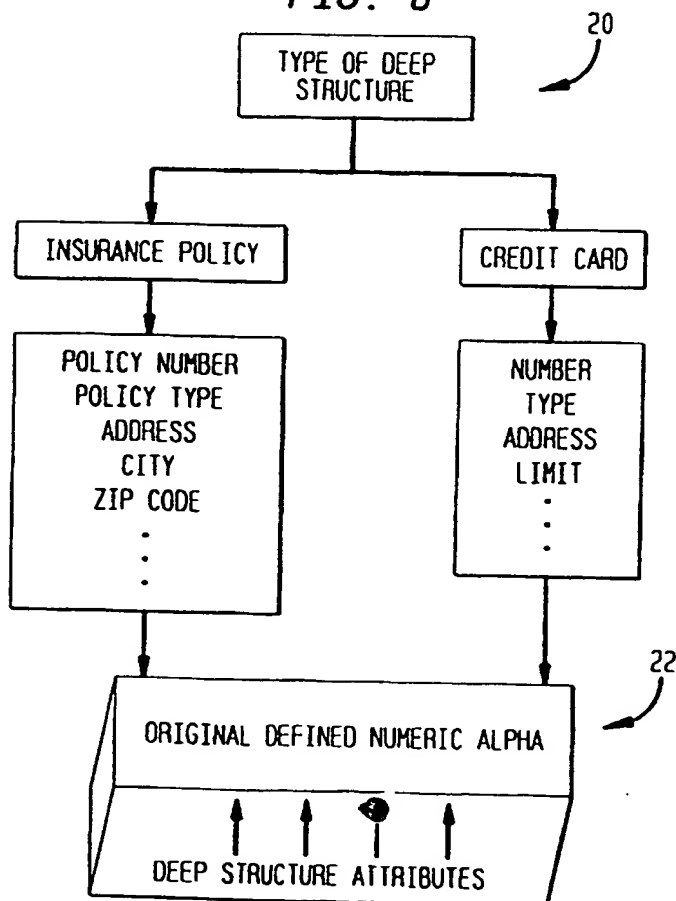 20
TYPE OF DEEP
STRUCTURE
INSURANCE POLICY
CREDIT CARD
POLICY NUMBER
POLICY TYPE
ADDRESS
CITY
ZIP CODE
NUMBER
TYPE
ADDRESS
LIMIT
22
ORIGINAL DEFINED NUMERIC ALPHA
DEEP STRUCTURE ATTRIBUTES